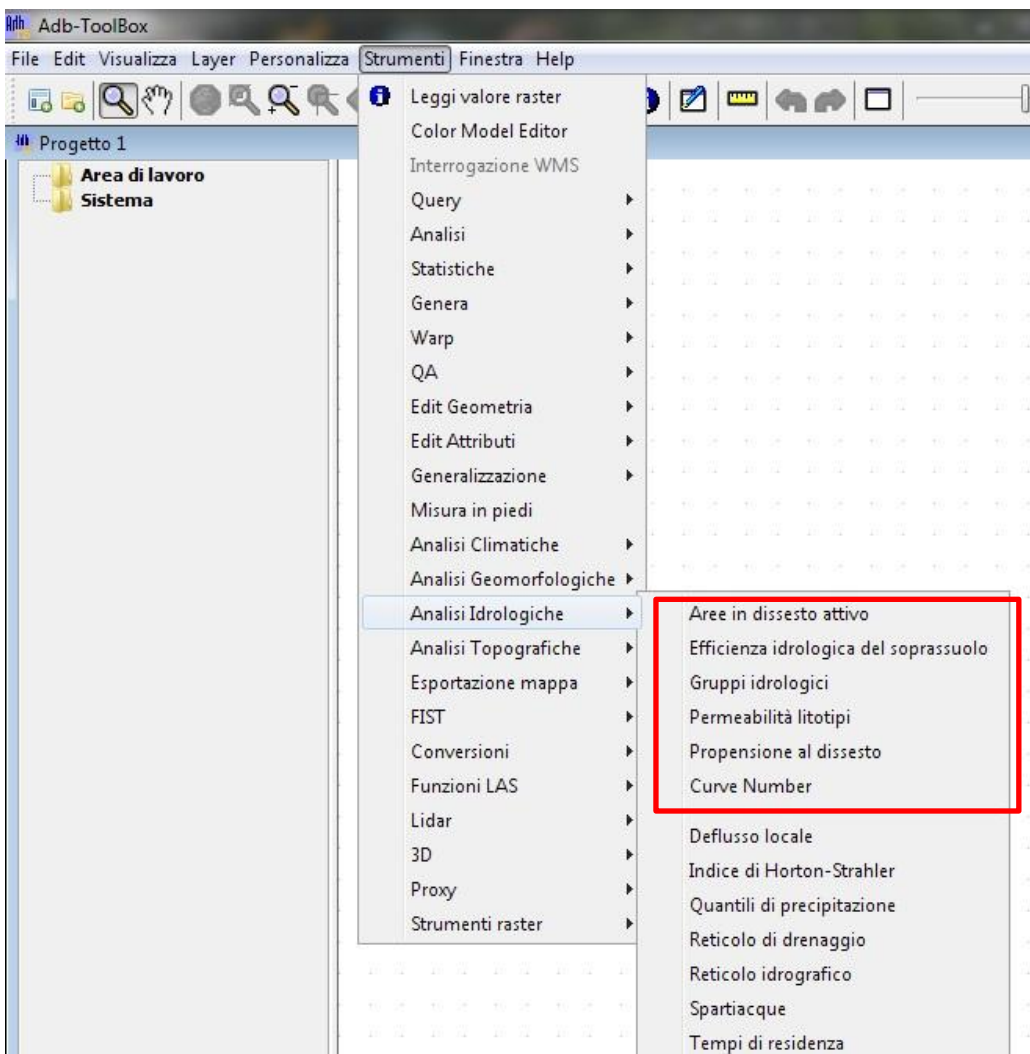 Adb Adb-ToolBox
File Edit Visualizza Layer Personalizza Strumenti Finestra Help
Progetto 1
Area di lavoro
Sistema
Leggi valore raster
Color Model Editor
Interrogazione WMS
Query
Analisi
Statistiche
Genera
Warp
QA
Edit Geometria
Edit Attributi
Generalizzazione
Misura in piedi
Analisi Climatiche
Analisi Geomorfologiche
Analisi Idrologiche
Analisi Topografiche
Esportazione mappa
FIST
Conversioni
Funzioni LAS
Lidar
3D
Proxy
Strumenti raster
Aree in dissesto attivo
Efficienza idrologica del soprassuolo
Gruppi idrologici
Permeabilità litotipi
Propensione al dissesto
Curve Number
Deflusso locale
Indice di Horton-Strahler
Quantili di precipitazione
Reticolo di drenaggio
Reticolo idrografico
Spartiacque
Tempi di residenza